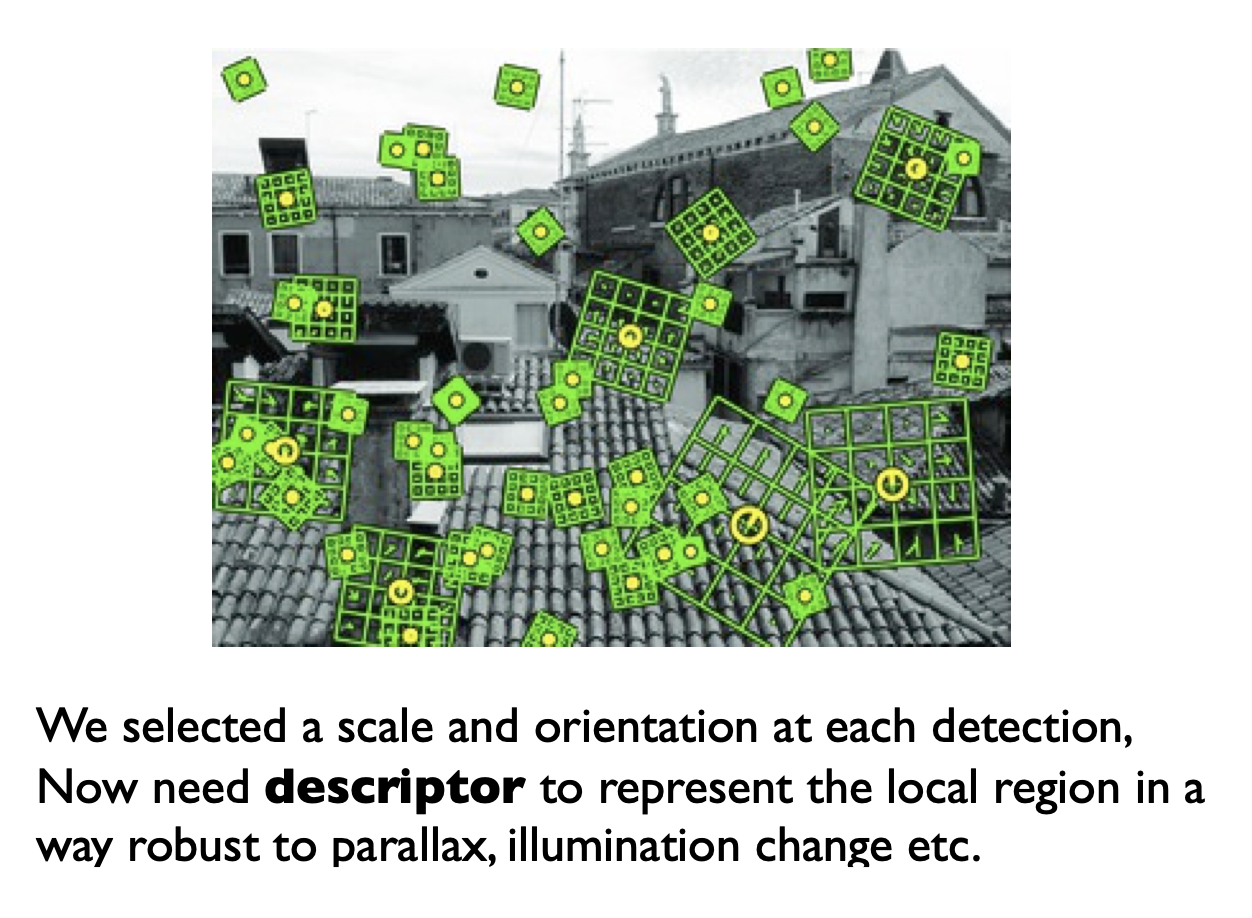 We selected a scale and orientation at each detection,
Now need descriptor to represent the local region in a
way robust to parallax, illumination change etc.